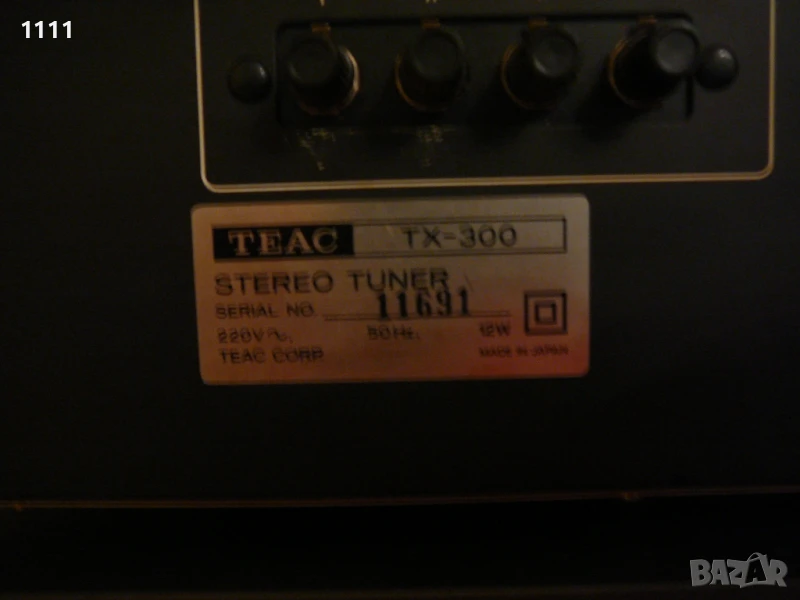 1111
TEAC TX-300
STEREO TUNER
SERIAL NO. 11691
220V~, 50Hz, 12W
TEAC CORP. MADE IN JAPAN
BAZAR